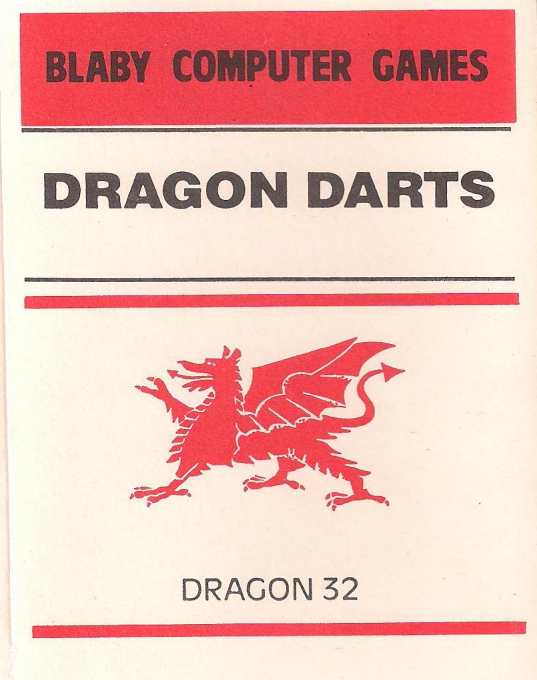 BLABY COMPUTER GAMES
DRAGON DARTS
DRAGON 32